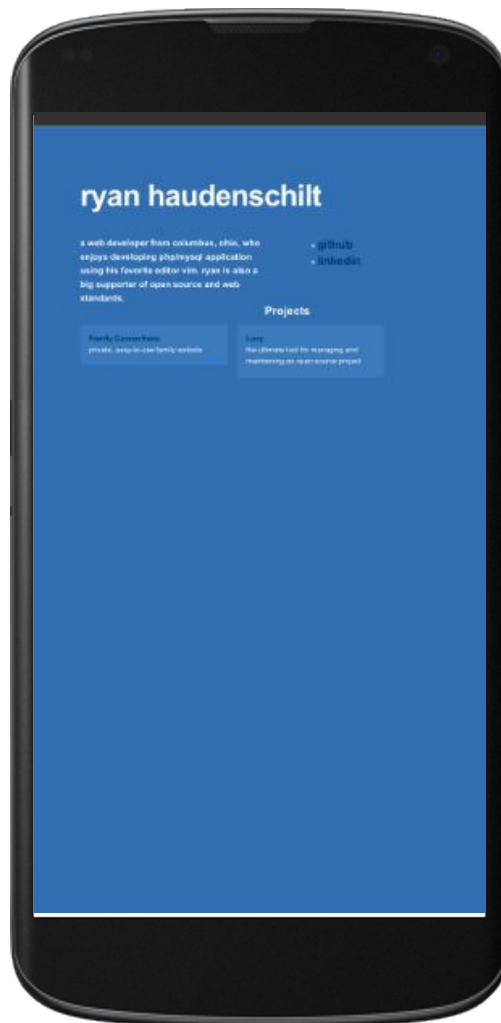 ryan haudenschilt
a web developer from columbus, ohio, who
enjoys developing php/mysql application
using his favorite editor vim. ryan is also a
big supporter of open source and web
standards.
github
linkedin
Projects
Family Connections
private, easy-to-use family website
Lucy
the ultimate tool for managing and
maintaining an open source project